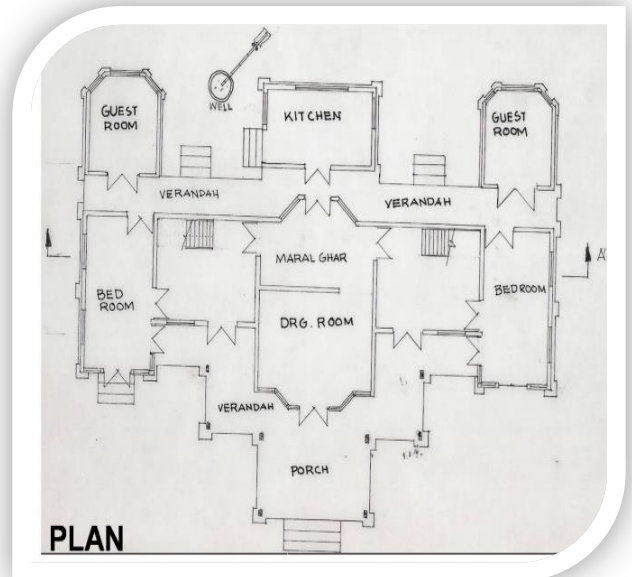 GUEST
ROOM
WELL
KITCHEN
GUEST
ROOM
VERANDAH
VERANDAH
MARAL GHAR
A'
BED
ROOM
BEDROOM
DRG. ROOM
VERANDAH
PORCH
PLAN